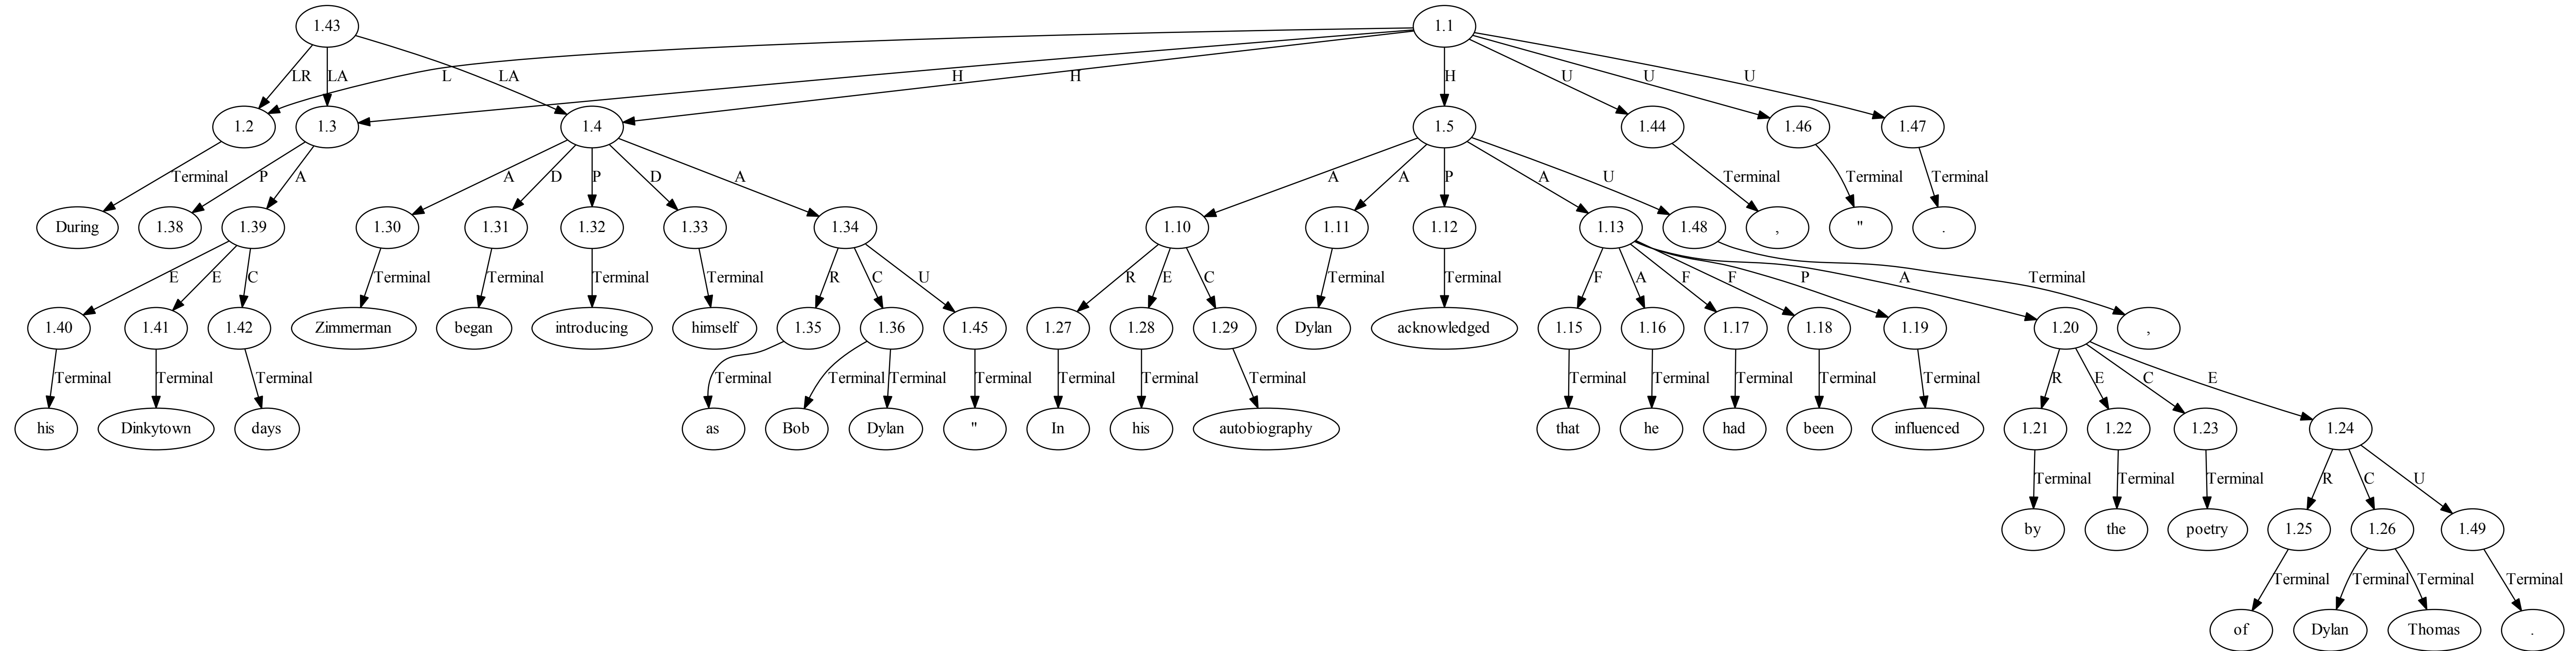 1.43 1.1
LR LA L LA H H H U U U
1.2 1.3 1.4 1.5 1.44 1.46 1.47
Terminal P A A D P D A A A P A U Terminal Terminal Terminal
During 1.38 1.39 1.30 1.31 1.32 1.33 1.34 1.10 1.11 1.12 1.13 1.48 , " .
E E C Terminal Terminal Terminal Terminal R C U R E C Terminal Terminal F A F F P A Terminal
1.40 1.41 1.42 Zimmerman began introducing himself 1.35 1.36 1.45 1.27 1.28 1.29 Dylan acknowledged 1.15 1.16 1.17 1.18 1.19 1.20 ,
Terminal Terminal Terminal Terminal Terminal Terminal Terminal Terminal Terminal Terminal Terminal Terminal Terminal Terminal Terminal R E C E
his Dinkytown days as Bob Dylan " In his autobiography that he had been influenced 1.21 1.22 1.23 1.24
Terminal Terminal Terminal R C U
by the poetry 1.25 1.26 1.49
Terminal Terminal Terminal Terminal
of Dylan Thomas .